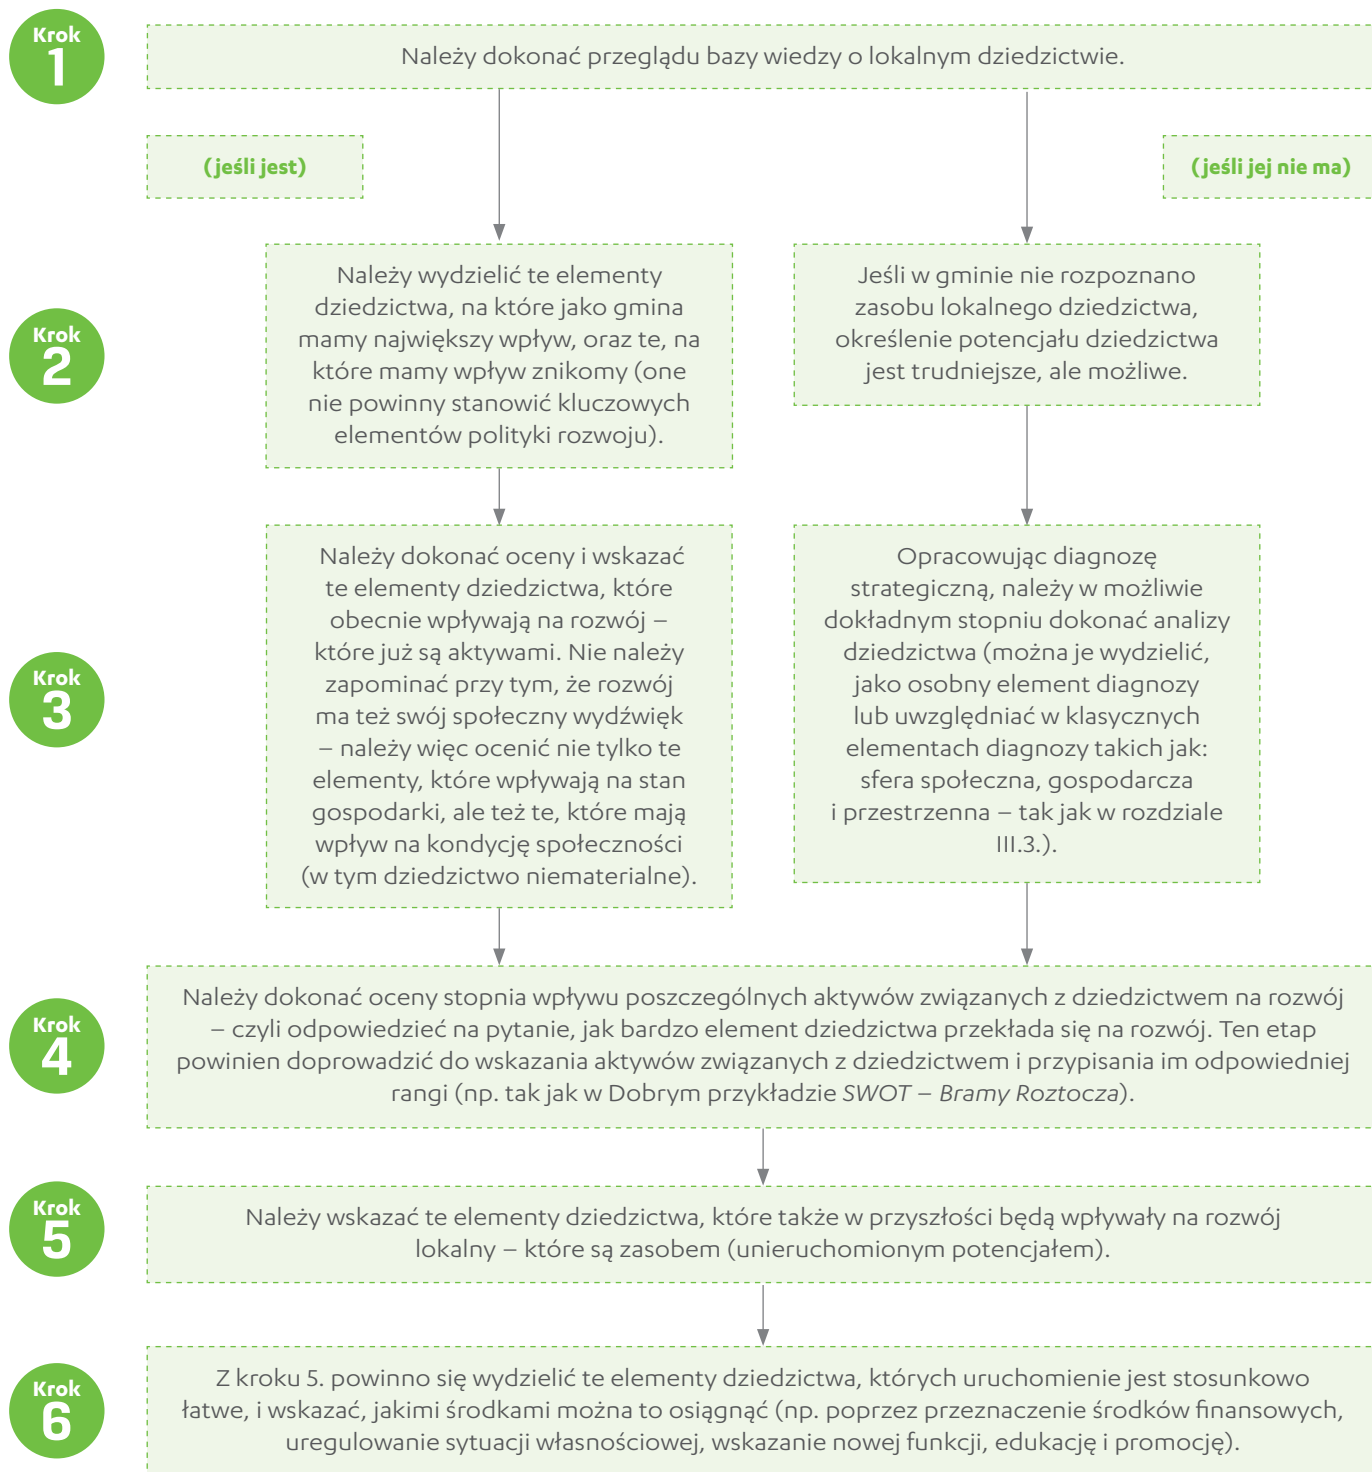 Krok
1
Należy dokonać przeglądu bazy wiedzy o lokalnym dziedzictwie.
(jeśli jest)
(jeśli jej nie ma)
Krok
2
Należy wydzielić te elementy
dziedzictwa, na które jako gmina
mamy największy wpływ, oraz te, na
które mamy wpływ znikomy (one
nie powinny stanowić kluczowych
elementów polityki rozwoju).
Jeśli w gminie nie rozpoznano
zasobu lokalnego dziedzictwa,
określenie potencjału dziedzictwa
jest trudniejsze, ale możliwe.
Krok
3
Należy dokonać oceny i wskazać
te elementy dziedzictwa, które
obecnie wpływają na rozwój –
które już są aktywami. Nie należy
zapominać przy tym, że rozwój
ma też swój społeczny wydźwięk
– należy więc ocenić nie tylko te
elementy, które wpływają na stan
gospodarki, ale też te, które mają
wpływ na kondycję społeczności
(w tym dziedzictwo niematerialne).
Opracowując diagnozę
strategiczną, należy w możliwie
dokładnym stopniu dokonać analizy
dziedzictwa (można je wydzielić,
jako osobny element diagnozy
lub uwzględniać w klasycznych
elementach diagnozy takich jak:
sfera społeczna, gospodarcza
i przestrzenna – tak jak w rozdziale
III.3.).
Krok
4
Należy dokonać oceny stopnia wpływu poszczególnych aktywów związanych z dziedzictwem na rozwój
– czyli odpowiedzieć na pytanie, jak bardzo element dziedzictwa przekłada się na rozwój. Ten etap
powinien doprowadzić do wskazania aktywów związanych z dziedzictwem i przypisania im odpowiedniej
rangi (np. tak jak w Dobrym przykładzie SWOT – Bramy Roztocza).
Krok
5
Należy wskazać te elementy dziedzictwa, które także w przyszłości będą wpływały na rozwój
lokalny – które są zasobem (unieruchomionym potencjałem).
Krok
6
Z kroku 5. powinno się wydzielić te elementy dziedzictwa, których uruchomienie jest stosunkowo
łatwe, i wskazać, jakimi środkami można to osiągnąć (np. poprzez przeznaczenie środków finansowych,
uregulowanie sytuacji własnościowej, wskazanie nowej funkcji, edukację i promocję).